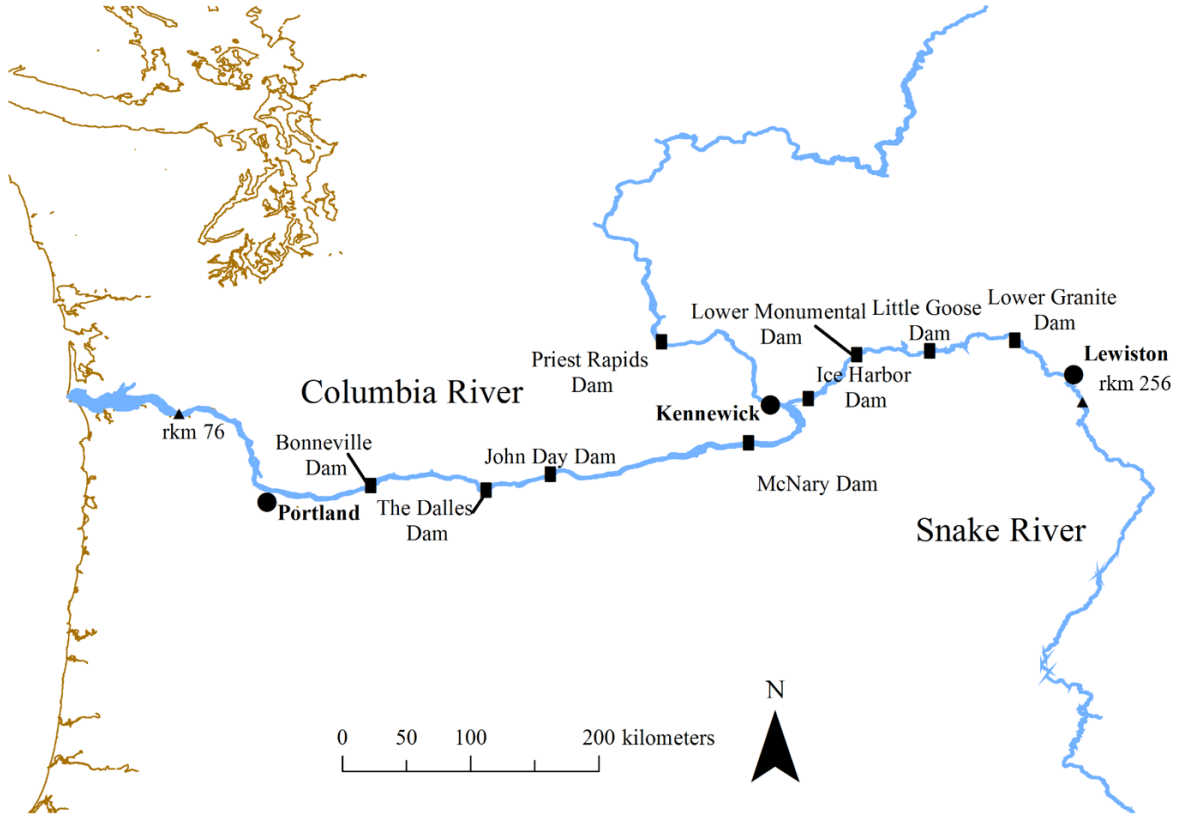 Lower Monumental
Dam
Little Goose
Dam
Lower Granite
Dam
Priest Rapids
Dam
Lewiston
rkm 256
Ice Harbor
Dam
Columbia River
Kennewick
rkm 76
Bonneville
Dam
John Day Dam
McNary Dam
Portland
The Dalles
Dam
Snake River
N
0 50 100 200 kilometers